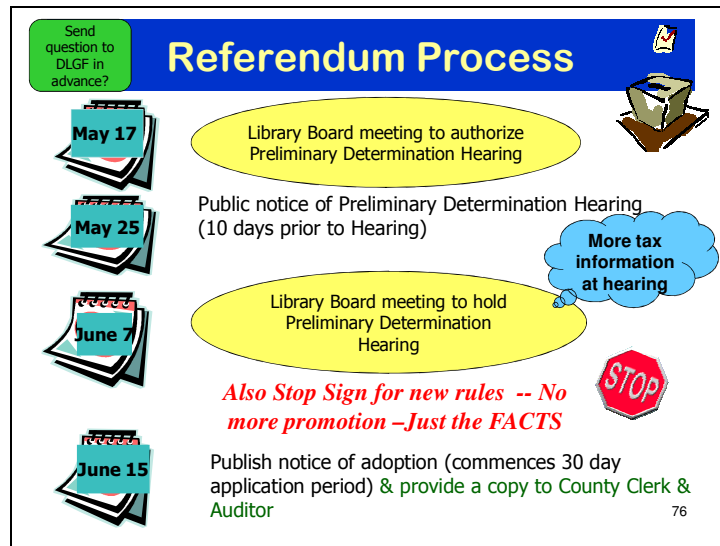 Send
question to
DLGF in
advance?
Referendum Process
May 17
Library Board meeting to authorize
Preliminary Determination Hearing
May 25
Public notice of Preliminary Determination Hearing
(10 days prior to Hearing)
More tax
information
at hearing
June 7
Library Board meeting to hold
Preliminary Determination
Hearing
STOP
Also Stop Sign for new rules -- No
more promotion –Just the FACTS
June 15
Publish notice of adoption (commences 30 day
application period) & provide a copy to County Clerk &
Auditor
76